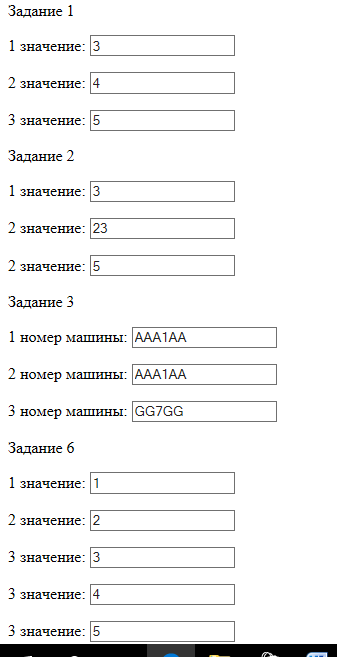 Задание 1
1 значение: 3
2 значение: 4
3 значение: 5
Задание 2
1 значение: 3
2 значение: 23
2 значение: 5
Задание 3
1 номер машины: AAA1AA
2 номер машины: AAA1AA
3 номер машины: GG7GG
Задание 6
1 значение: 1
2 значение: 2
3 значение: 3
3 значение: 4
3 значение: 5